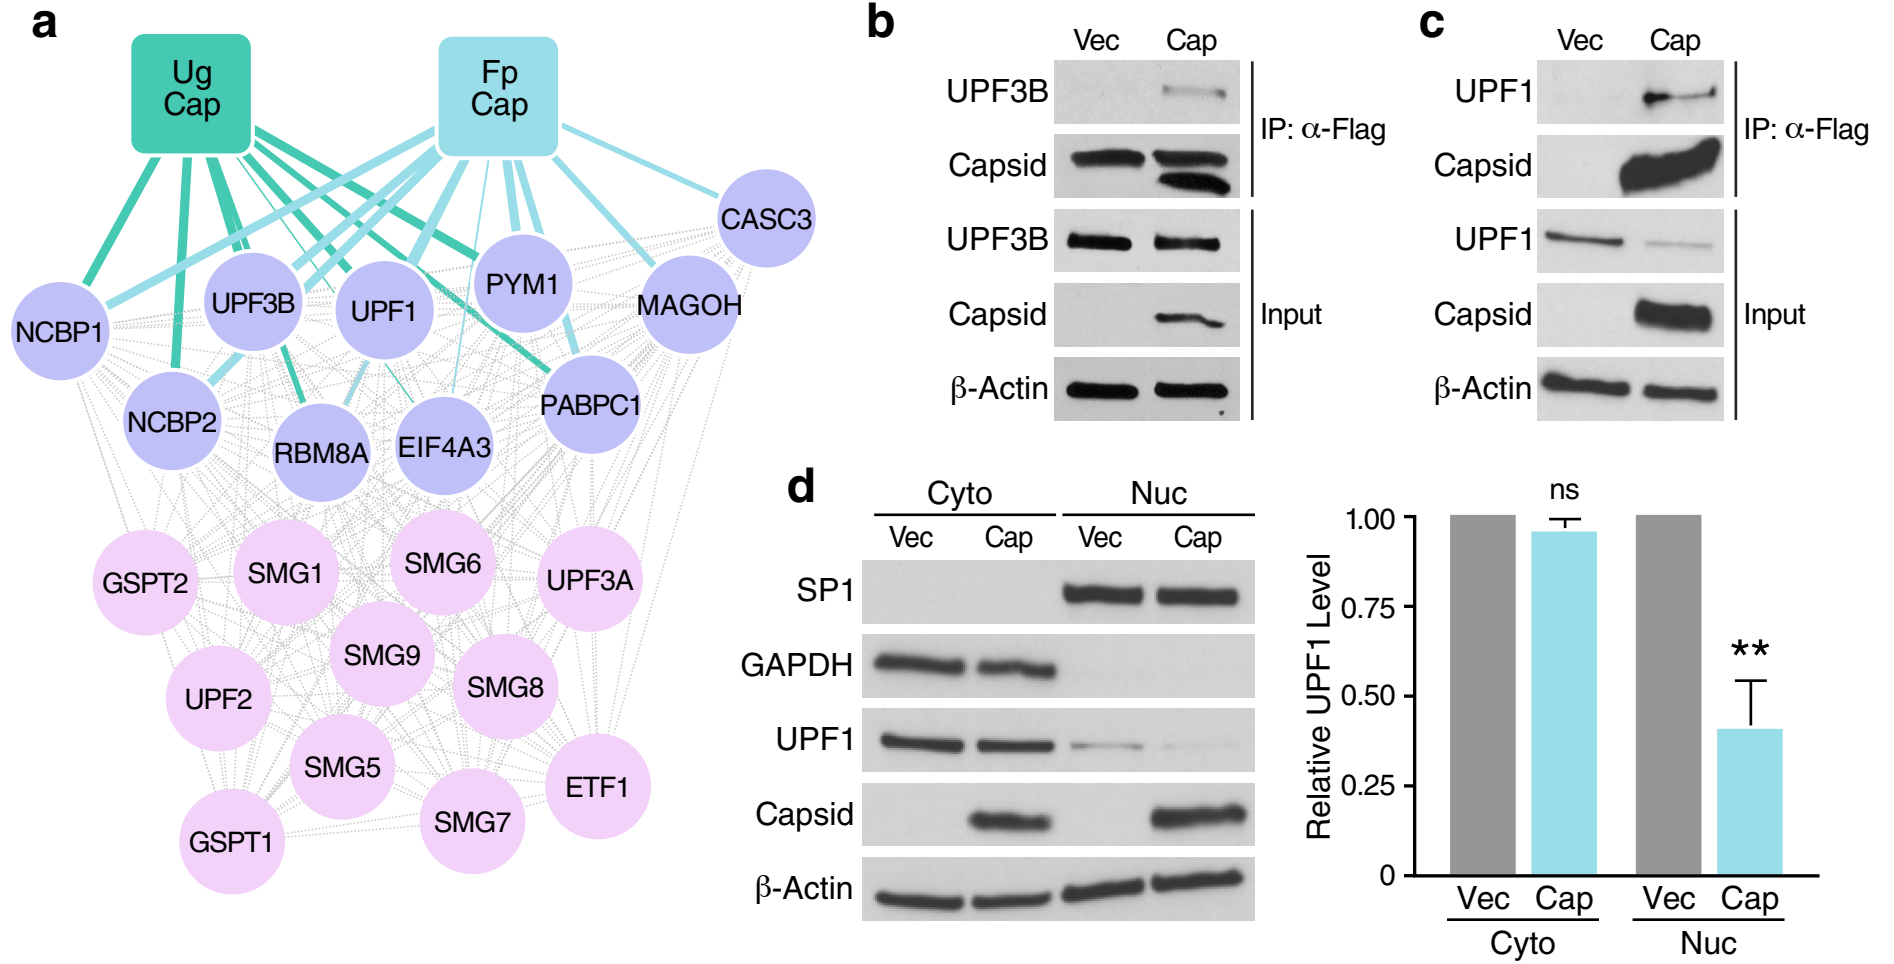 a
Ug
Cap
Fp
Cap
CASC3
PYM1
UPF3B
UPF1
MAGOH
NCBP1
PABPC1
NCBP2
EIF4A3
RBM8A
SMG6
SMG1
UPF3A
GSPT2
SMG9
SMG8
UPF2
SMG5
ETF1
SMG7
GSPT1
b
Vec Cap
UPF3B
Capsid
IP: α-Flag
UPF3B
Capsid
β-Actin
Input
c
Vec Cap
UPF1
Capsid
IP: α-Flag
UPF1
Capsid
β-Actin
Input
d
Cyto Nuc
Vec Cap Vec Cap
SP1
GAPDH
UPF1
Capsid
β-Actin
Relative UPF1 Level
1.00
0.75
0.50
0.25
0
ns
**
Vec Cap Vec Cap
Cyto Nuc